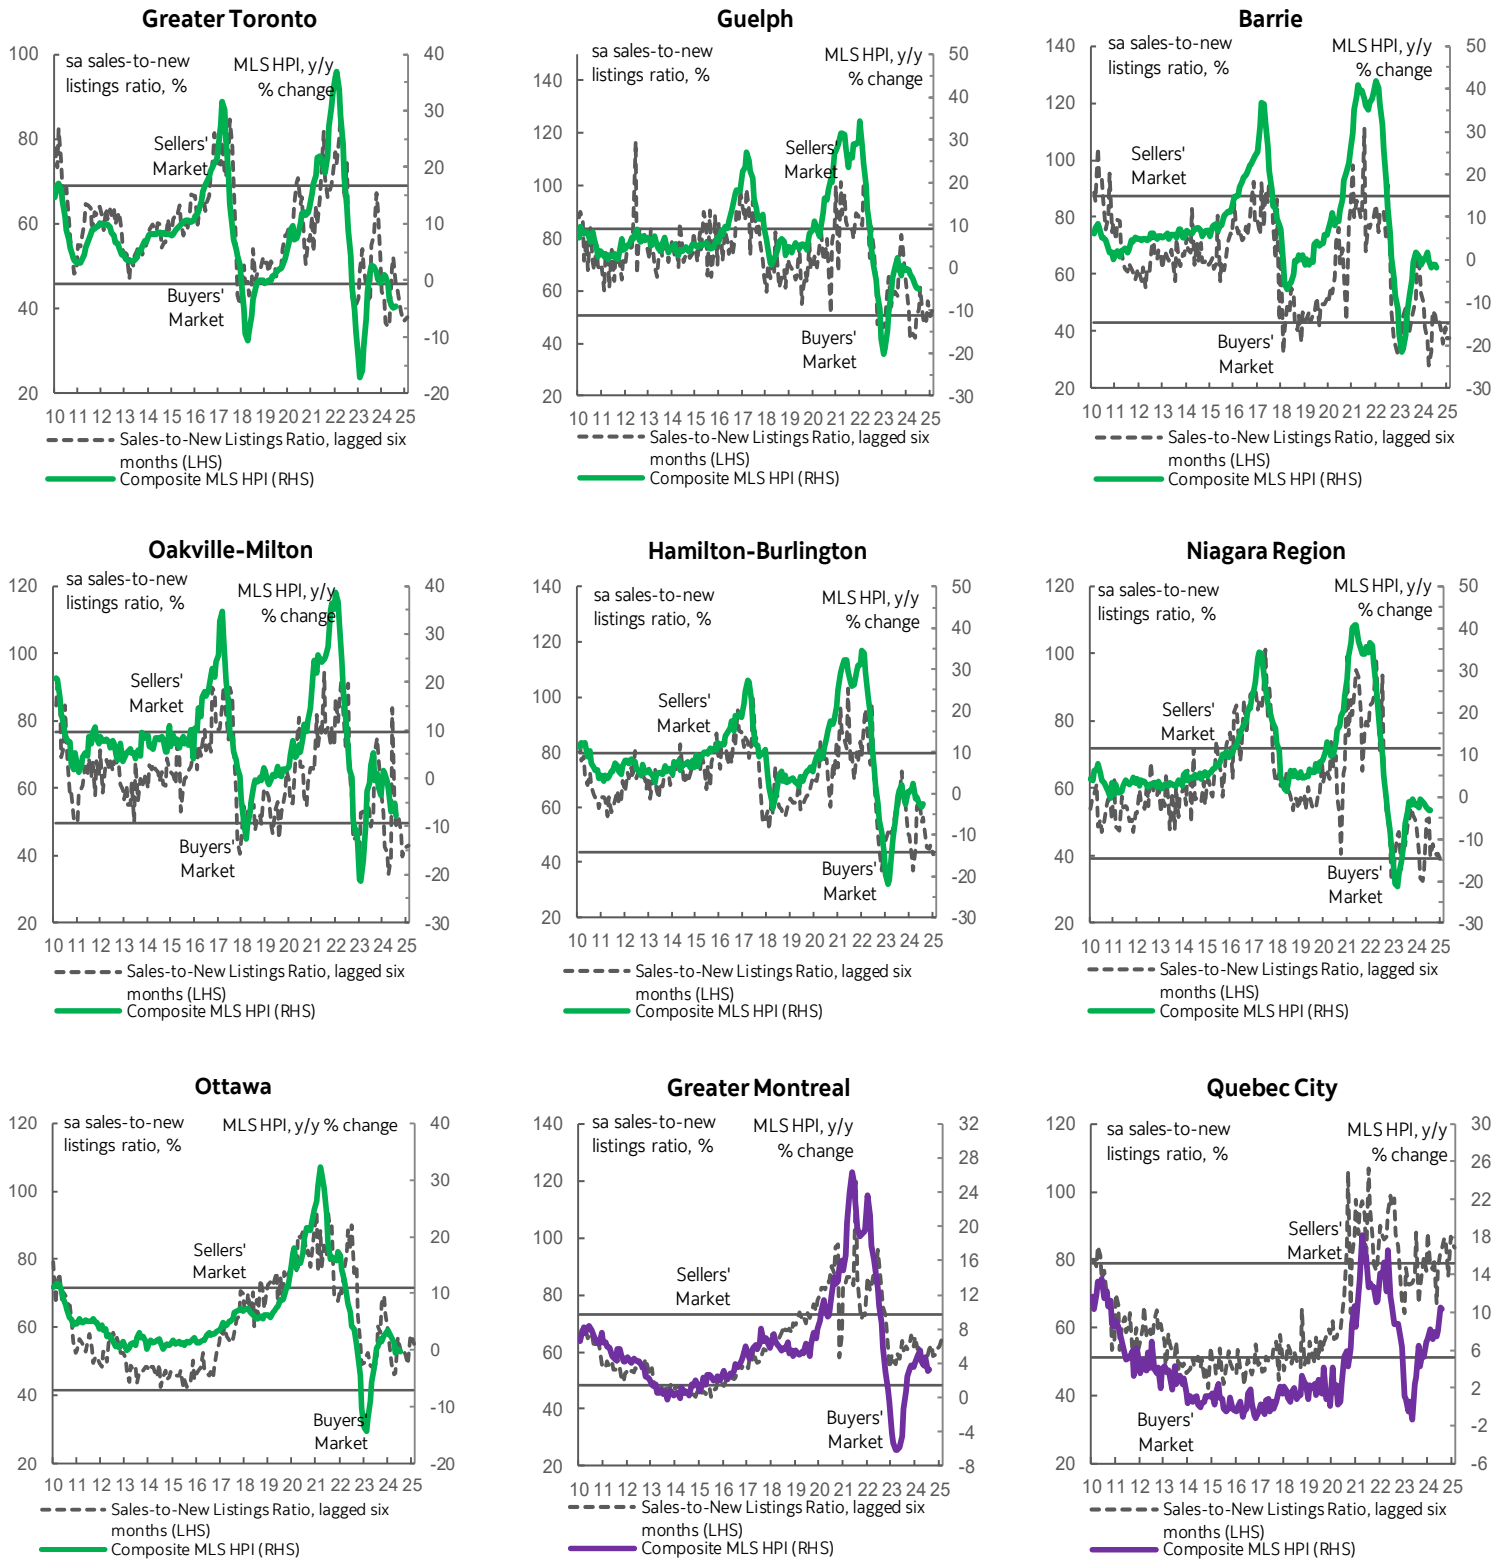 Greater Toronto
sa sales-to-new
listings ratio, %
MLS HPI, y/y
% change
Sellers'
Market
Buyers'
Market
100
80
60
40
20
40
30
20
10
0
-10
-20
10 11 12 13 14 15 16 17 18 19 20 21 22 23 24 25
Sales-to-New Listings Ratio, lagged six
months (LHS)
Composite MLS HPI (RHS)
Guelph
sa sales-to-new
listings ratio, %
MLS HPI, y/y
% change
Sellers'
Market
Buyers'
Market
140
120
100
80
60
40
20
50
40
30
20
10
0
-10
-20
-30
10 11 12 13 14 15 16 17 18 19 20 21 22 23 24 25
Sales-to-New Listings Ratio, lagged six
months (LHS)
Composite MLS HPI (RHS)
Barrie
sa sales-to-new
listings ratio, %
MLS HPI, y/y
% change
Sellers'
Market
Buyers'
Market
140
120
100
80
60
40
20
50
40
30
20
10
0
-10
-20
-30
10 11 12 13 14 15 16 17 18 19 20 21 22 23 24 25
Sales-to-New Listings Ratio, lagged six
months (LHS)
Composite MLS HPI (RHS)
Oakville-Milton
sa sales-to-new
listings ratio, %
MLS HPI, y/y
% change
Sellers'
Market
Buyers'
Market
120
100
80
60
40
20
40
30
20
10
0
-10
-20
-30
10 11 12 13 14 15 16 17 18 19 20 21 22 23 24 25
Sales-to-New Listings Ratio, lagged six
months (LHS)
Composite MLS HPI (RHS)
Hamilton-Burlington
sa sales-to-new
listings ratio, %
MLS HPI, y/y
% change
Sellers'
Market
Buyers'
Market
140
120
100
80
60
40
20
50
40
30
20
10
0
-10
-20
-30
10 11 12 13 14 15 16 17 18 19 20 21 22 23 24 25
Sales-to-New Listings Ratio, lagged six
months (LHS)
Composite MLS HPI (RHS)
Niagara Region
sa sales-to-new
listings ratio, %
MLS HPI, y/y
% change
Sellers'
Market
Buyers'
Market
120
100
80
60
40
20
50
40
30
20
10
0
-10
-20
-30
10 11 12 13 14 15 16 17 18 19 20 21 22 23 24 25
Sales-to-New Listings Ratio, lagged six
months (LHS)
Composite MLS HPI (RHS)
Ottawa
sa sales-to-new
listings ratio, %
MLS HPI, y/y % change
Sellers'
Market
Buyers'
Market
120
100
80
60
40
20
40
30
20
10
0
-10
-20
10 11 12 13 14 15 16 17 18 19 20 21 22 23 24 25
Sales-to-New Listings Ratio, lagged six
months (LHS)
Composite MLS HPI (RHS)
Greater Montreal
sa sales-to-new
listings ratio, %
MLS HPI, y/y
% change
Sellers'
Market
Buyers'
Market
140
120
100
80
60
40
20
32
28
24
20
16
12
8
4
0
-4
-8
10 11 12 13 14 15 16 17 18 19 20 21 22 23 24 25
Sales-to-New Listings Ratio, lagged six
months (LHS)
Composite MLS HPI (RHS)
Quebec City
sa sales-to-new
listings ratio, %
MLS HPI, y/y
% change
Sellers'
Market
Buyers'
Market
120
100
80
60
40
20
30
26
22
18
14
10
6
2
-2
-6
10 11 12 13 14 15 16 17 18 19 20 21 22 23 24 25
Sales-to-New Listings Ratio, lagged six
months (LHS)
Composite MLS HPI (RHS)